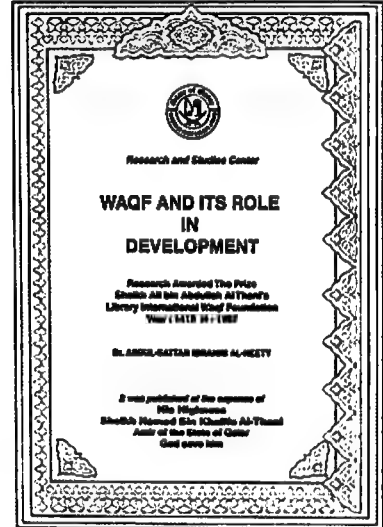 Research and Studies Center
WAQF AND ITS ROLE
IN
DEVELOPMENT
Research Awarded The Prize
Sheikh Ali bin Abdullah Al Thani's
Library International Waqf Foundation
Dr. ABDUL-SATTAR IBRAHIM AL-HEETY
It was published at the expense of
His Highness
Sheikh Hamad Bin Khalifa Al-Thani
Amir of the State of Qatar
God save him